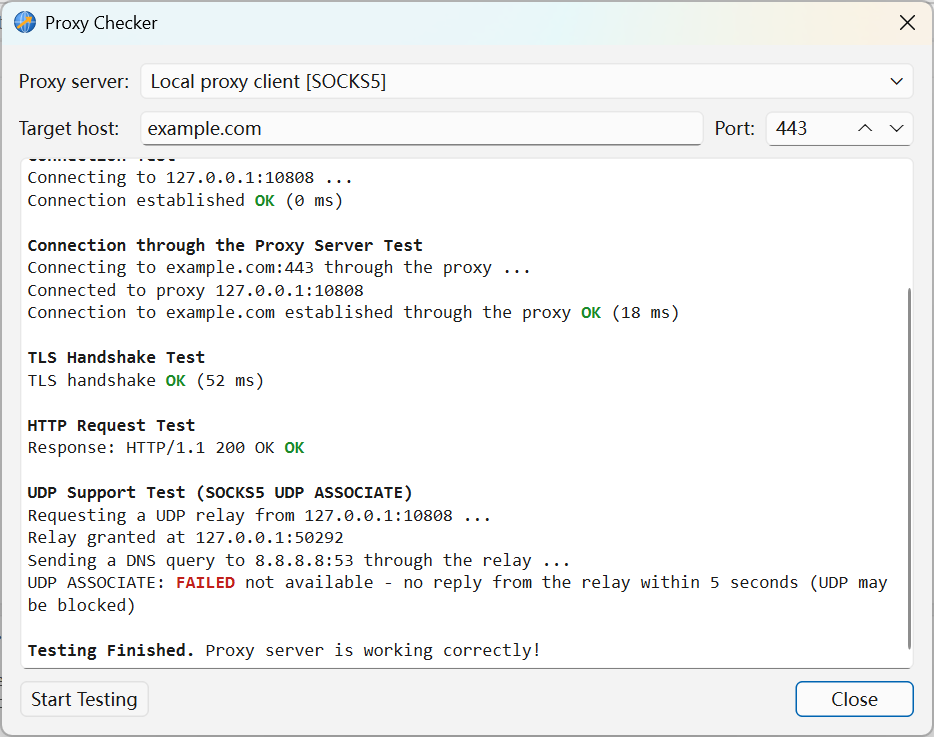 Proxy Checker
Proxy server: Local proxy client [SOCKS5]
Target host: example.com Port: 443
Connection Test
Connecting to 127.0.0.1:10808 ...
Connection established OK (0 ms)
Connection through the Proxy Server Test
Connecting to example.com:443 through the proxy ...
Connected to proxy 127.0.0.1:10808
Connection to example.com established through the proxy OK (18 ms)
TLS Handshake Test
TLS handshake OK (52 ms)
HTTP Request Test
Response: HTTP/1.1 200 OK OK
UDP Support Test (SOCKS5 UDP ASSOCIATE)
Requesting a UDP relay from 127.0.0.1:10808 ...
Relay granted at 127.0.0.1:50292
Sending a DNS query to 8.8.8.8:53 through the relay ...
UDP ASSOCIATE: FAILED not available - no reply from the relay within 5 seconds (UDP may
be blocked)
Testing Finished. Proxy server is working correctly!
Start Testing Close